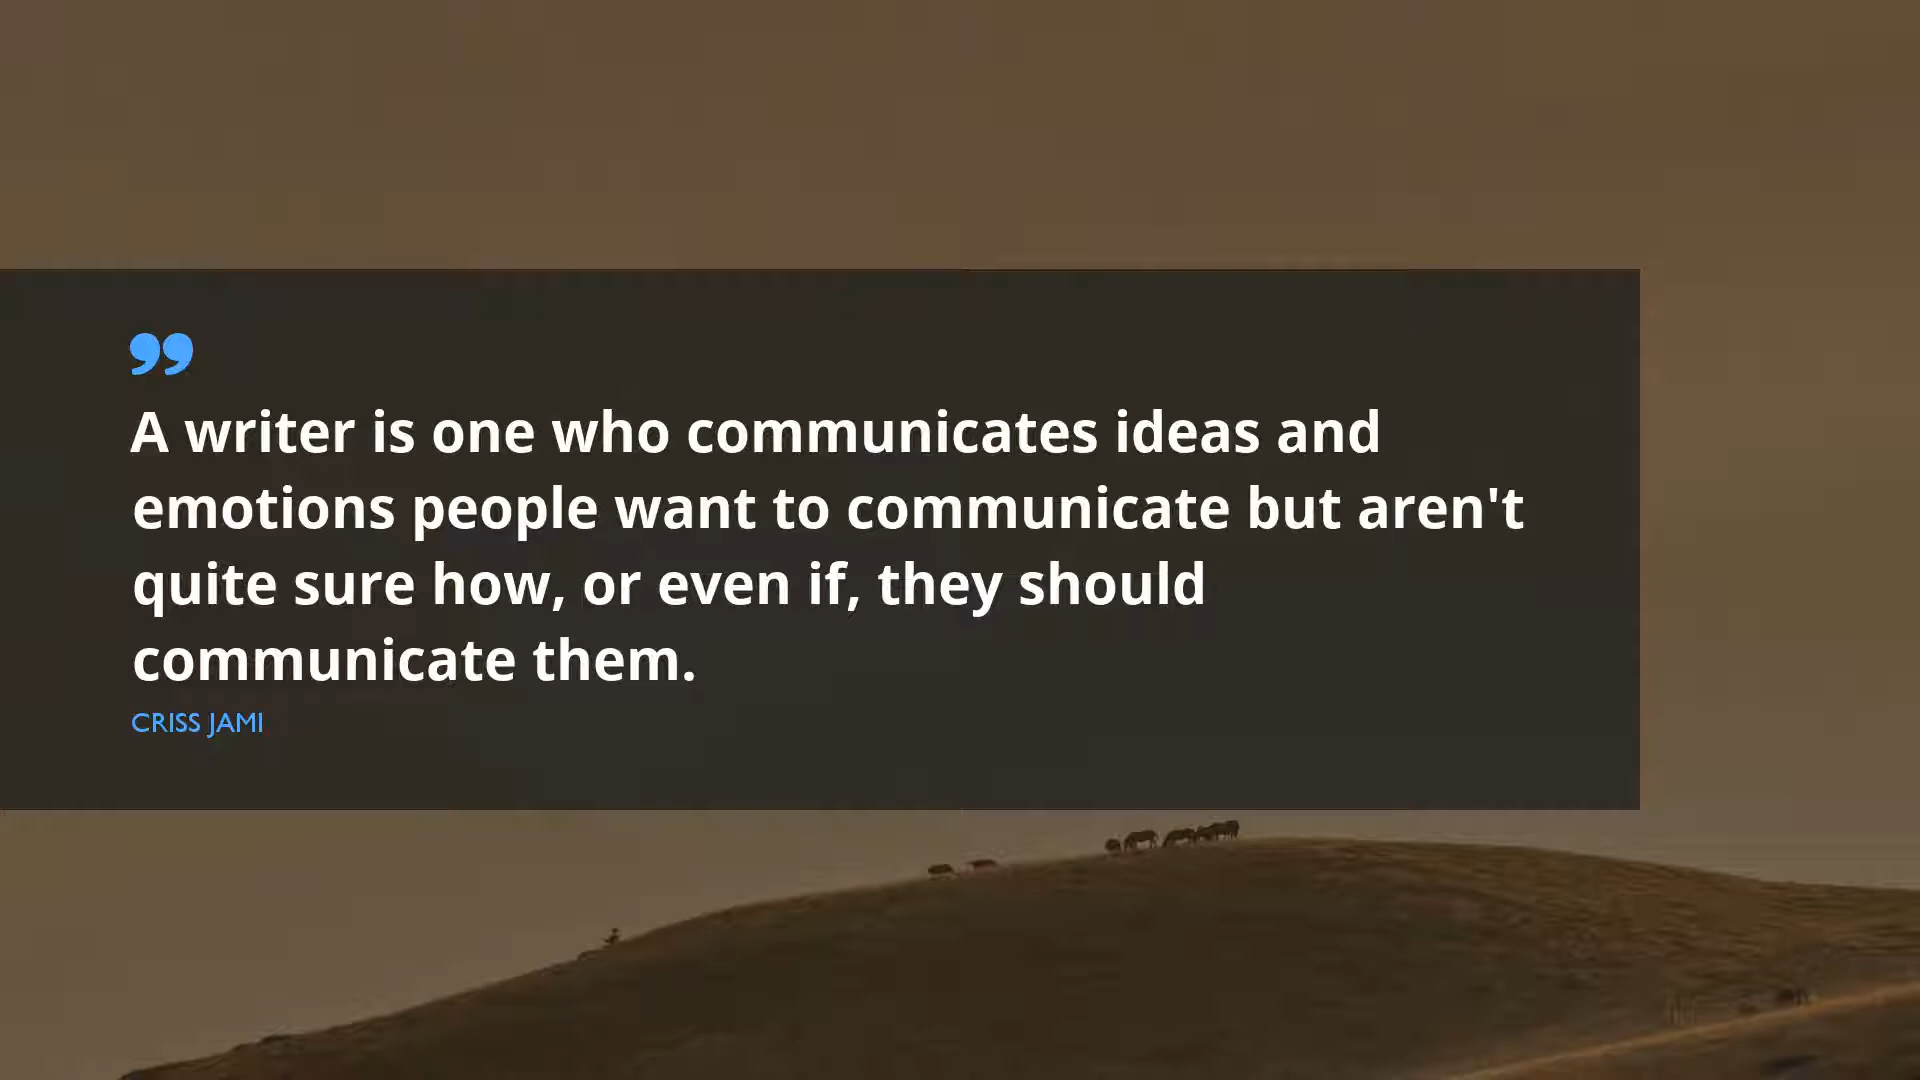 ”
A writer is one who communicates ideas and
emotions people want to communicate but aren't
quite sure how, or even if, they should
communicate them.
CRISS JAMI